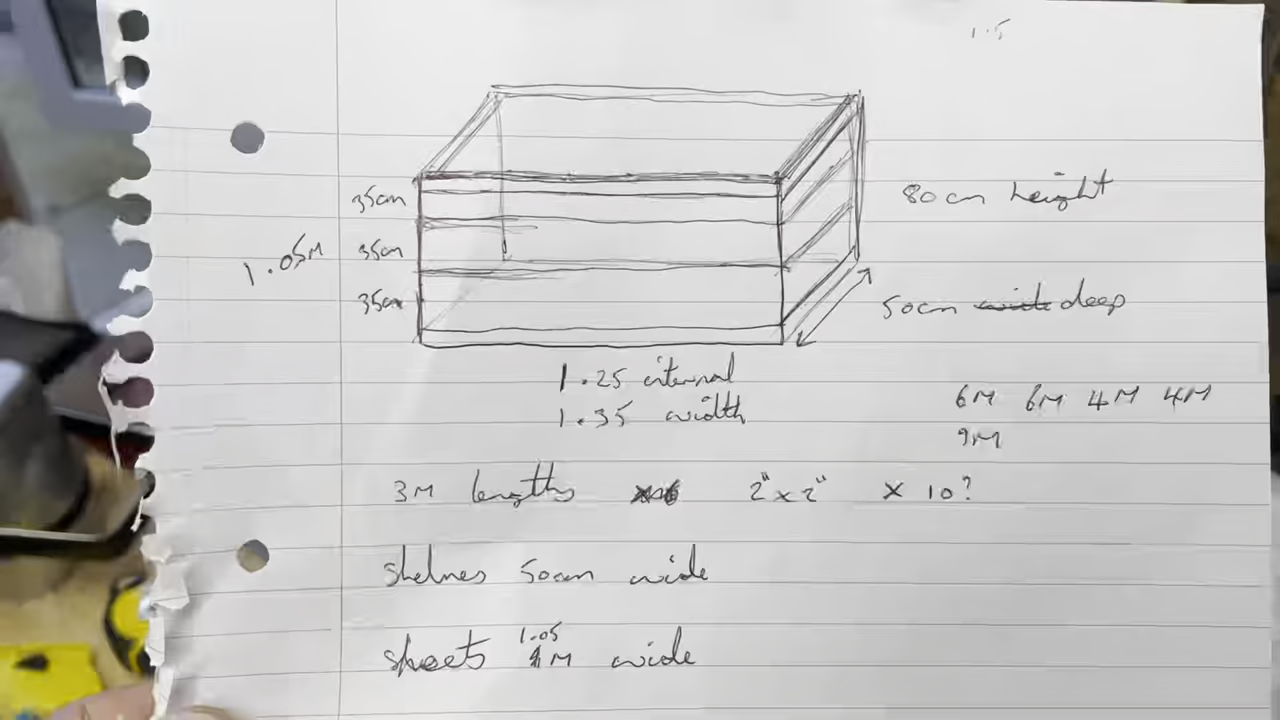 1.5
35cm
80cm height
1.05M
35cm
35cm
50cm wide deep
1.25 internal
1.35 width
6M 6M 4M 4M
9M
3M lengths 2"x2" x 10?
shelves 50cm wide
1.05
sheets 1M wide